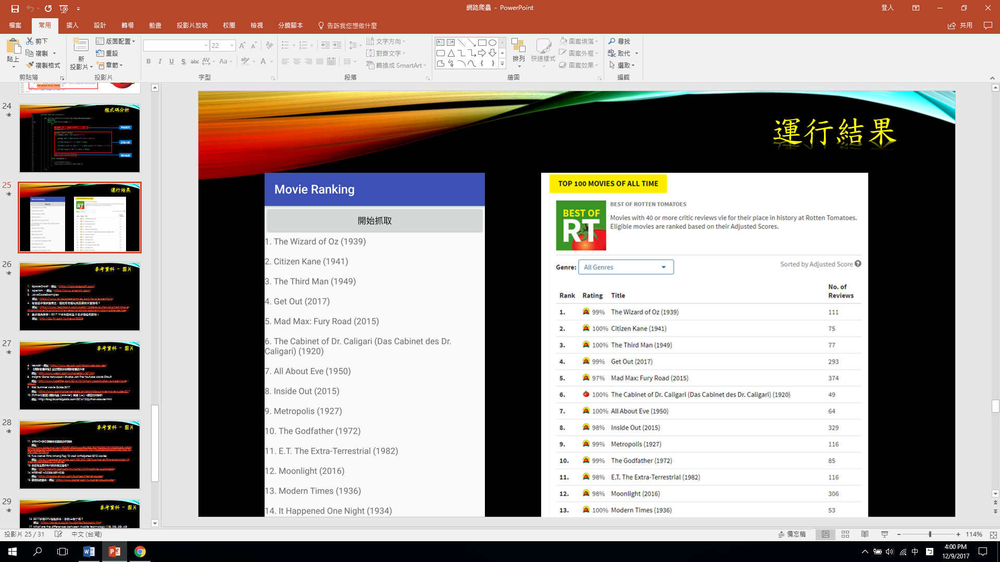 網路爬蟲 - PowerPoint
登入
檔案 常用 插入 設計 轉場 動畫 投影片放映 校閱 檢視 分鏡腳本 告訴我您想做什麼 共用
貼上
剪下
複製
複製格式
剪貼簿
新
投影片
版面配置
重設
章節
投影片
22
B I U S abc AV Aa A
字型
文字方向
對齊文字
轉換成 SmartArt
段落
排列
快速樣式
圖案填滿
圖案外框
圖案效果
繪圖
尋找
取代
選取
編輯
24
程式碼分析
25
運行結果
26
參考資料 - 圖片
27
參考資料 - 圖片
28
參考資料 - 圖片
29
參考資料 - 圖片
運行結果
Movie Ranking
開始抓取
1. The Wizard of Oz (1939)
2. Citizen Kane (1941)
3. The Third Man (1949)
4. Get Out (2017)
5. Mad Max: Fury Road (2015)
6. The Cabinet of Dr. Caligari (Das Cabinet des Dr.
Caligari) (1920)
7. All About Eve (1950)
8. Inside Out (2015)
9. Metropolis (1927)
10. The Godfather (1972)
11. E.T. The Extra-Terrestrial (1982)
12. Moonlight (2016)
13. Modern Times (1936)
14. It Happened One Night (1934)
TOP 100 MOVIES OF ALL TIME
BEST OF
RT
BEST OF ROTTEN TOMATOES
Movies with 40 or more critic reviews vie for their place in history at Rotten Tomatoes.
Eligible movies are ranked based on their Adjusted Scores.
Genre: All Genres
Sorted by Adjusted Score
Rank Rating Title No. of Reviews
1. 99% The Wizard of Oz (1939) 111
2. 100% Citizen Kane (1941) 75
3. 100% The Third Man (1949) 77
4. 99% Get Out (2017) 293
5. 97% Mad Max: Fury Road (2015) 374
6. 100% The Cabinet of Dr. Caligari (Das Cabinet des Dr. Caligari) (1920) 49
7. 100% All About Eve (1950) 64
8. 98% Inside Out (2015) 329
9. 99% Metropolis (1927) 116
10. 99% The Godfather (1972) 85
11. 98% E.T. The Extra-Terrestrial (1982) 116
12. 98% Moonlight (2016) 306
13. 100% Modern Times (1936) 53
投影片 25 / 31 中文 (台灣)
備忘稿
114%
中
4:00 PM
12/9/2017